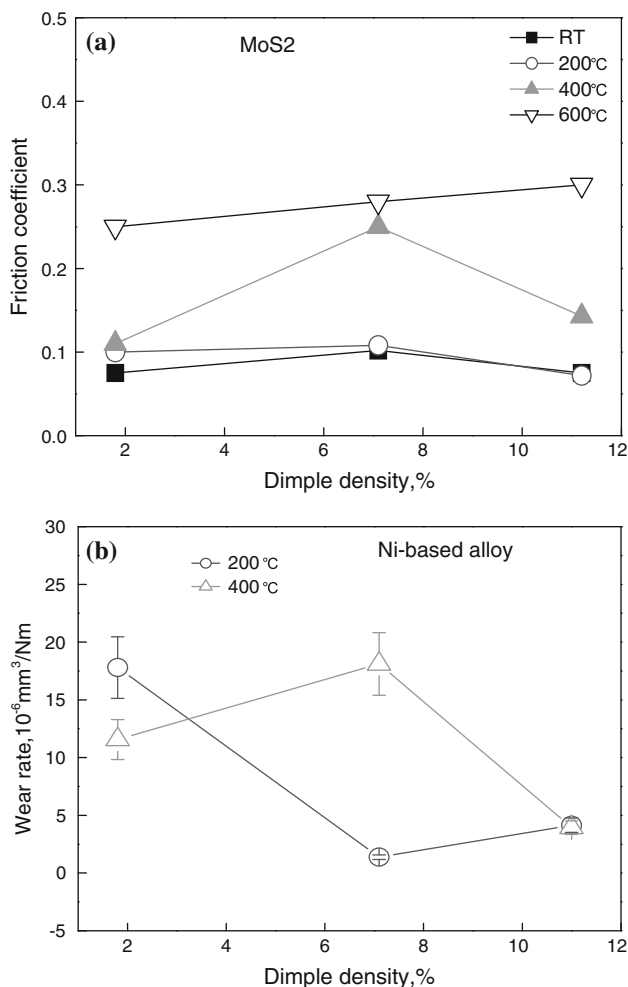 (a)
MoS2
RT
200℃
400℃
600℃
0.5
0.4
0.3
0.2
0.1
0.0
Friction coefficient
2 4 6 8 10 12
Dimple density,%
(b)
Ni-based alloy
200℃
400℃
30
25
20
15
10
5
0
-5
Wear rate,10⁻⁶mm³/Nm
2 4 6 8 10 12
Dimple density,%